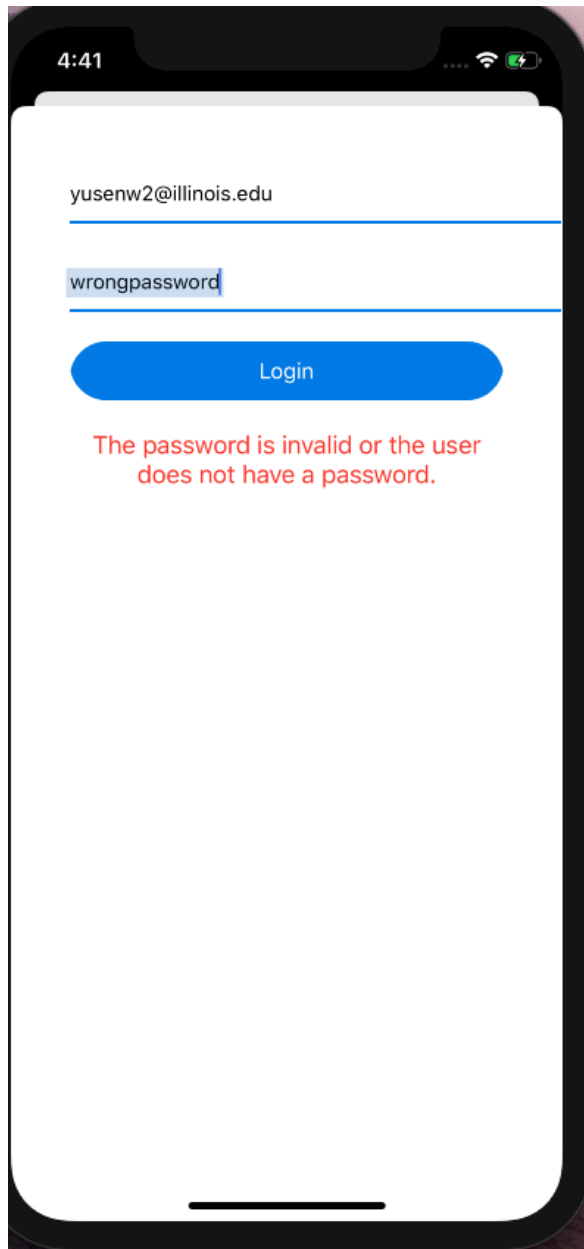 4:41
yusenw2@illinois.edu
wrongpassword
Login
The password is invalid or the user
does not have a password.